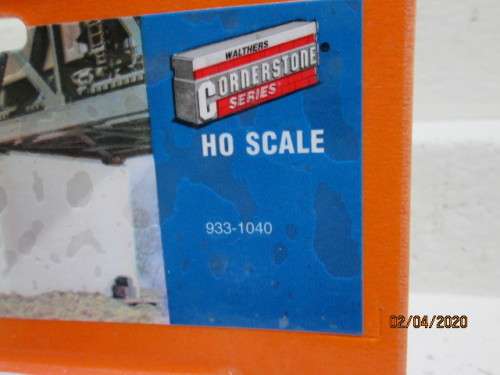 WALTHERS
CORNERSTONE
SERIES
HO SCALE
933-1040
02/04/2020